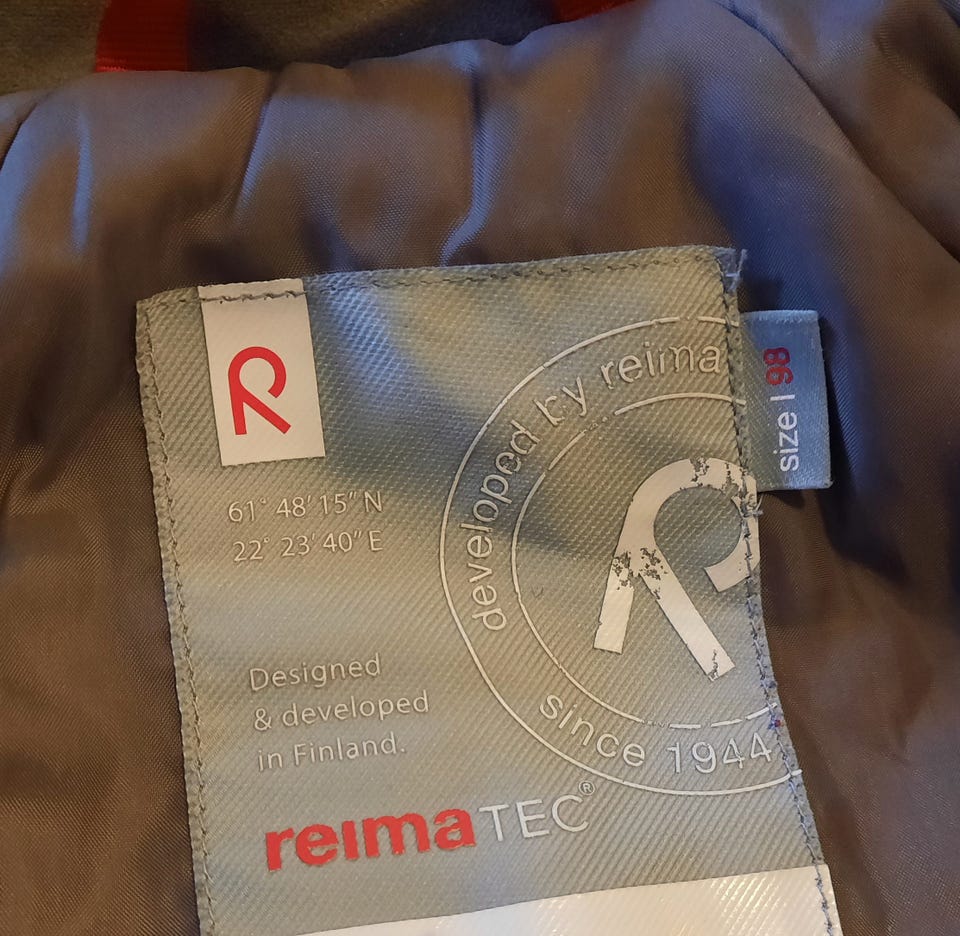 R
61° 48' 15" N
22° 23' 40" E
Designed
& developed
in Finland.
reimaTEC®
developed by reima
R
since 1944
size | 98